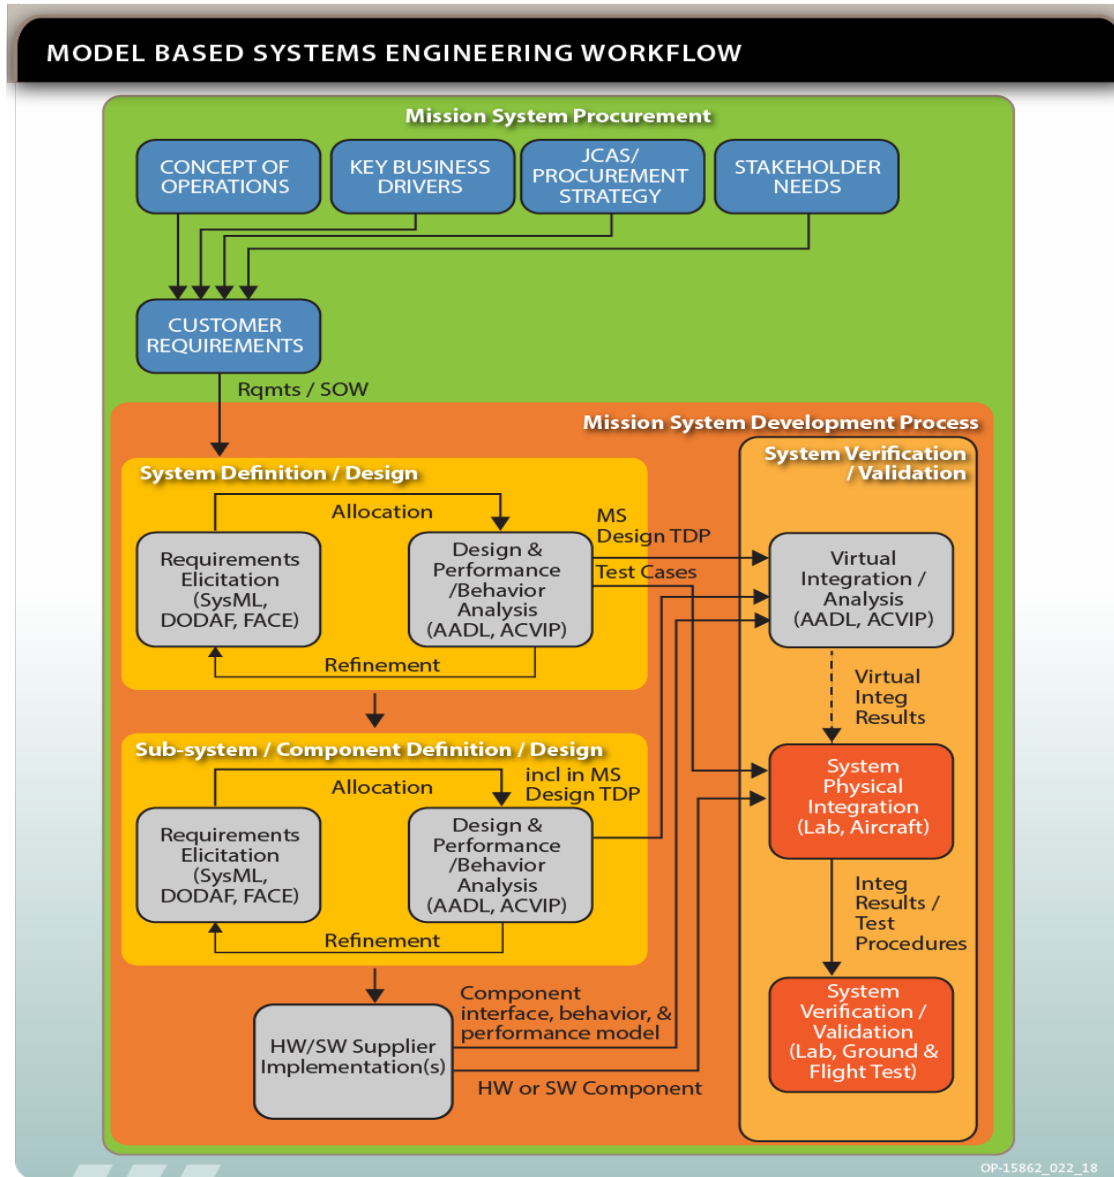 MODEL BASED SYSTEMS ENGINEERING WORKFLOW
Mission System Procurement
CONCEPT OF
OPERATIONS
KEY BUSINESS
DRIVERS
JCAS/
PROCUREMENT
STRATEGY
STAKEHOLDER
NEEDS
CUSTOMER
REQUIREMENTS
Rqmts / SOW
Mission System Development Process
System Definition / Design
Allocation
Requirements
Elicitation
(SysML,
DODAF, FACE)
Design &
Performance
/Behavior
Analysis
(AADL, ACVIP)
Refinement
MS
Design TDP
Test Cases
System Verification
/ Validation
Virtual
Integration /
Analysis
(AADL, ACVIP)
Virtual
Integ
Results
Sub-system / Component Definition / Design
Allocation
incl in MS
Design TDP
Requirements
Elicitation
(SysML,
DODAF, FACE)
Design &
Performance
/Behavior
Analysis
(AADL, ACVIP)
Refinement
System
Physical
Integration
(Lab, Aircraft)
Integ
Results /
Test
Procedures
HW/SW Supplier
Implementation(s)
Component
interface, behavior, &
performance model
HW or SW Component
System
Verification /
Validation
(Lab, Ground &
Flight Test)
OP-15862_022_18